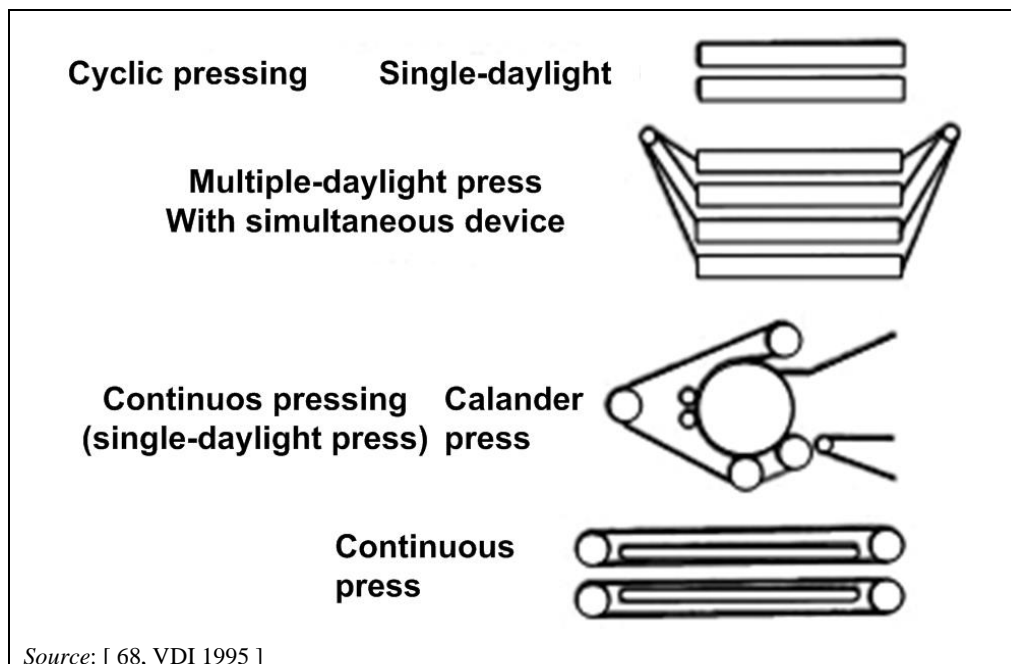 Cyclic pressing Single-daylight
Multiple-daylight press
With simultaneous device
Continuos pressing Calander
(single-daylight press) press
Continuous
press
Source: [ 68, VDI 1995 ]